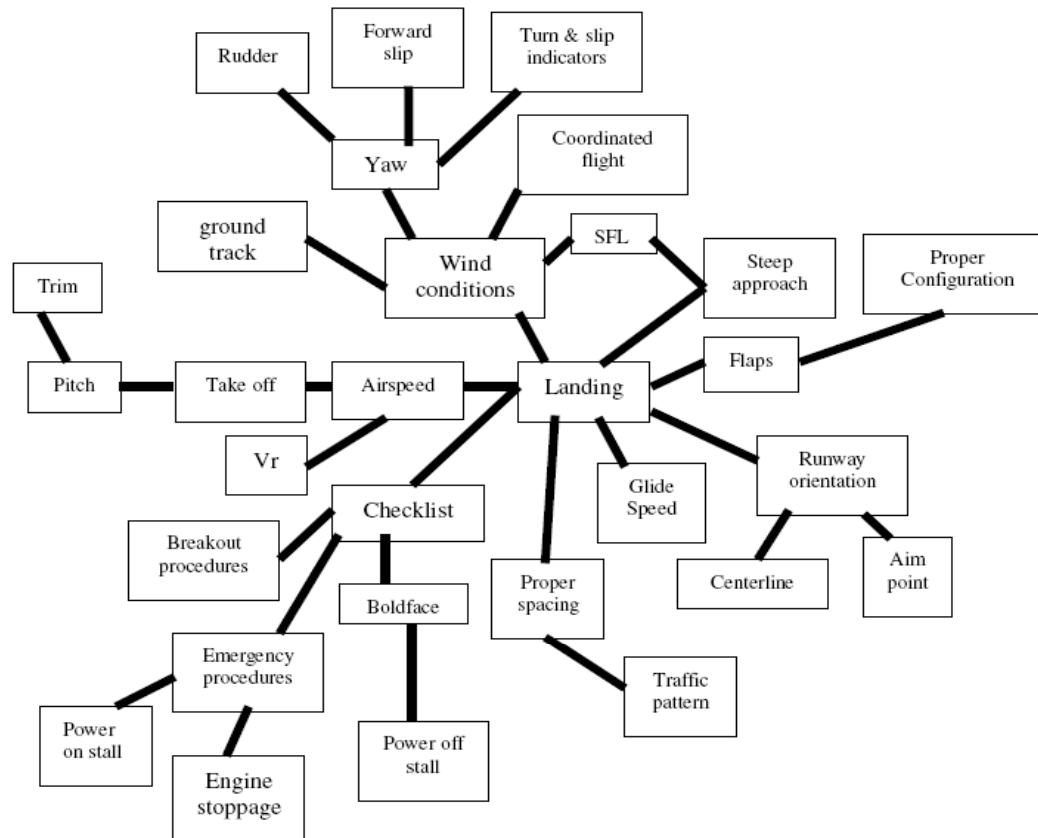 Forward
slip
Turn & slip
indicators
Rudder
Coordinated
flight
Yaw
ground
track
SFL
Wind
conditions
Steep
approach
Proper
Configuration
Trim
Pitch
Take off
Airspeed
Landing
Flaps
Vr
Checklist
Glide
Speed
Runway
orientation
Breakout
procedures
Boldface
Proper
spacing
Centerline
Aim
point
Emergency
procedures
Traffic
pattern
Power
on stall
Engine
stoppage
Power off
stall